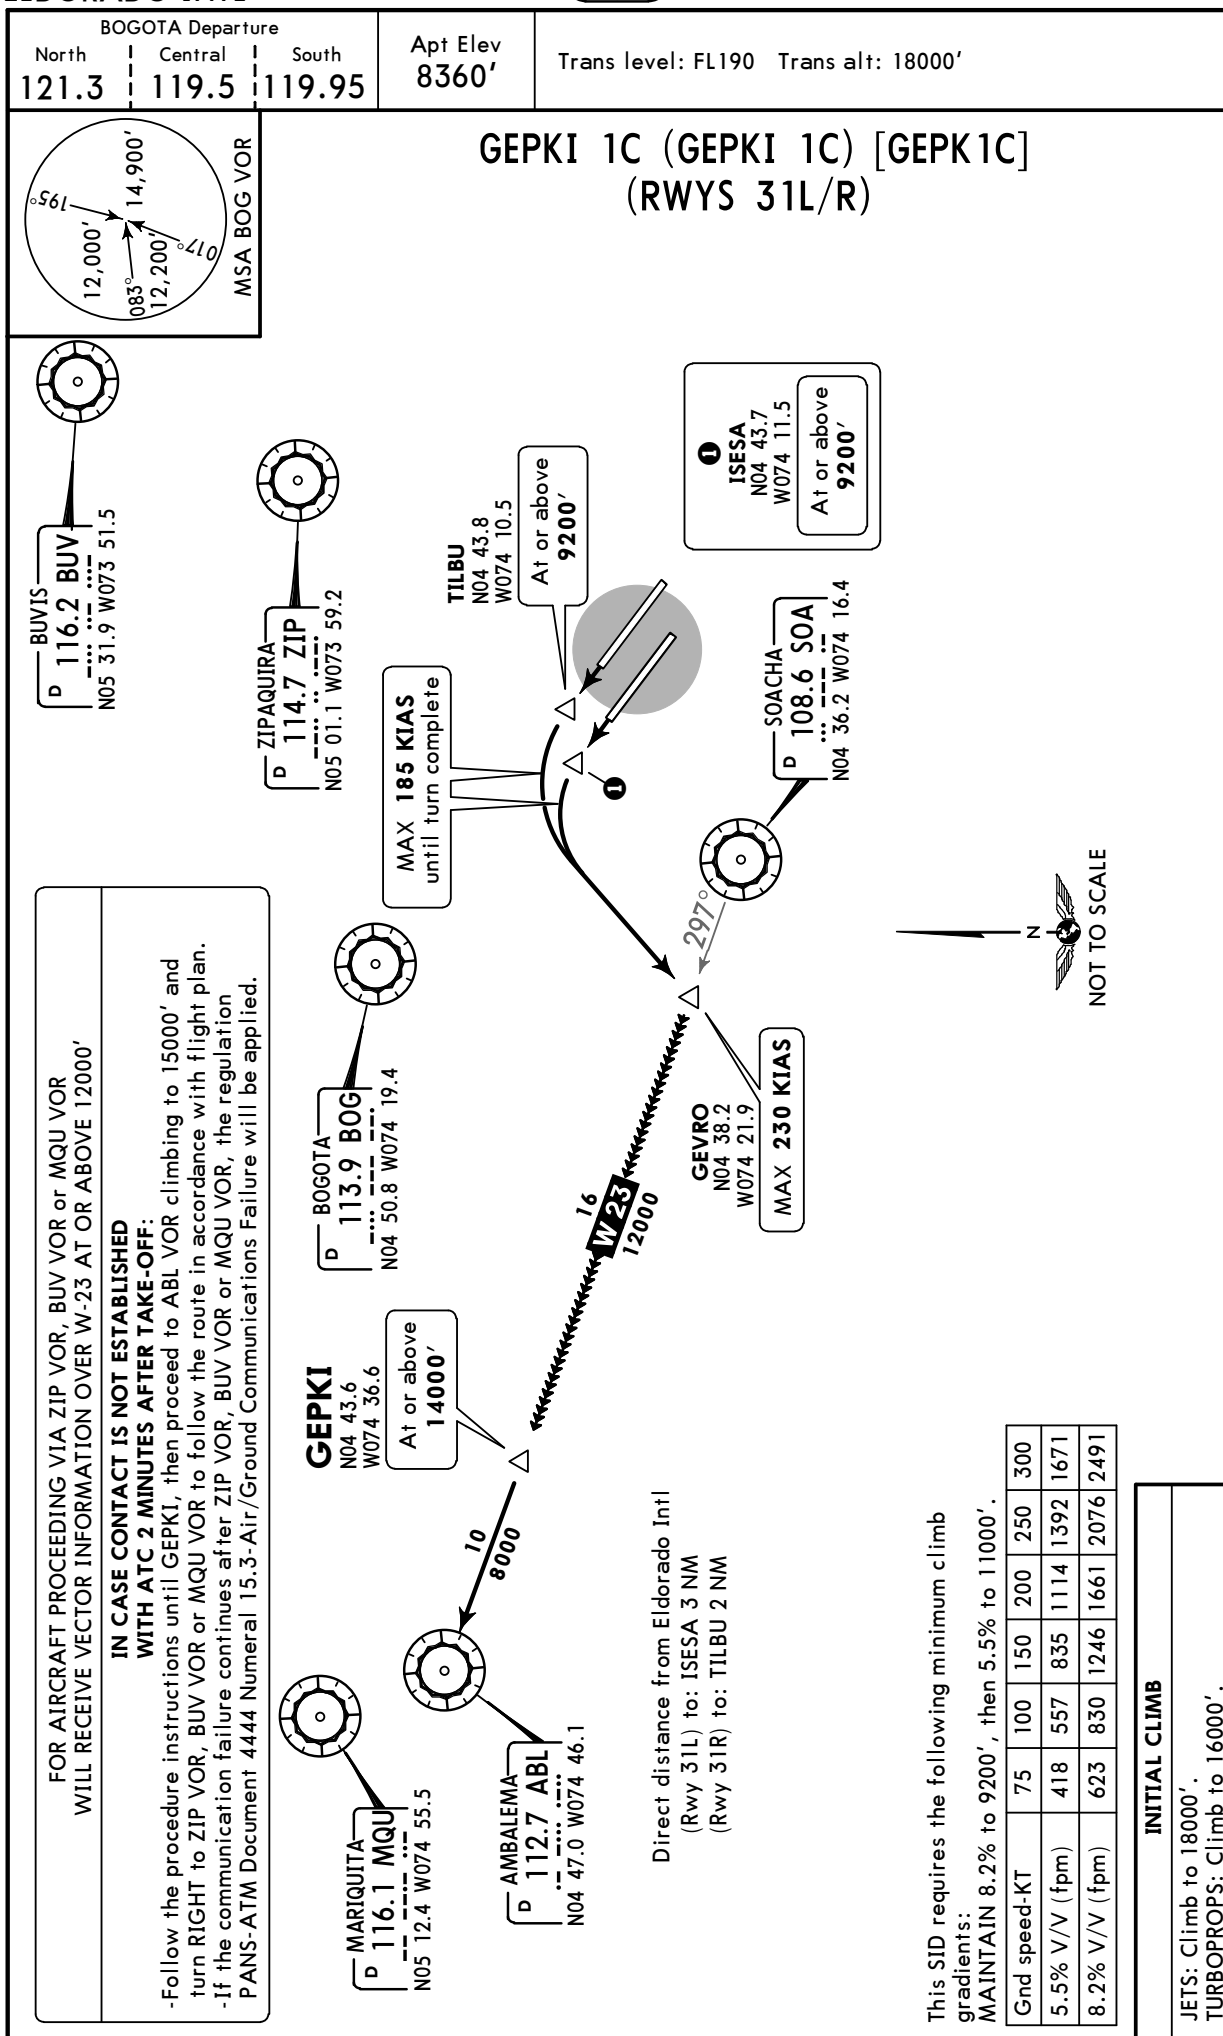 BOGOTA Departure
North Central South
121.3 119.5 119.95
Apt Elev
8360'
Trans level: FL190 Trans alt: 18000'
GEPKI 1C (GEPKI 1C) [GEPK1C]
(RWYS 31L/R)
195°
14,900'
12,000'
083°
12,200'
017°
MSA BOG VOR
BUVIS
D 116.2 BUV
N05 31.9 W073 51.5
ZIPAQUIRA
D 114.7 ZIP
N05 01.1 W073 59.2
TILBU
N04 43.8
W074 10.5
At or above
9200'
1
ISESA
N04 43.7
W074 11.5
At or above
9200'
MAX 185 KIAS
until turn complete
1
SOACHA
D 108.6 SOA
N04 36.2 W074 16.4
297°
BOGOTA
D 113.9 BOG
N04 50.8 W074 19.4
GEVRO
N04 38.2
W074 21.9
MAX 230 KIAS
16
W 23
12000
N
NOT TO SCALE
FOR AIRCRAFT PROCEEDING VIA ZIP VOR, BUV VOR or MQU VOR
WILL RECEIVE VECTOR INFORMATION OVER W-23 AT OR ABOVE 12000'
IN CASE CONTACT IS NOT ESTABLISHED
WITH ATC 2 MINUTES AFTER TAKE-OFF:
-Follow the procedure instructions until GEPKI, then proceed to ABL VOR climbing to 15000' and
turn RIGHT to ZIP VOR, BUV VOR or MQU VOR to follow the route in accordance with flight plan.
-If the communication failure continues after ZIP VOR, BUV VOR or MQU VOR, the regulation
PANS-ATM Document 4444 Numeral 15.3-Air/Ground Communications Failure will be applied.
GEPKI
N04 43.6
W074 36.6
At or above
14000'
10
8000
MARIQUITA
D 116.1 MQU
N05 12.4 W074 55.5
AMBALEMA
D 112.7 ABL
N04 47.0 W074 46.1
Direct distance from Eldorado Intl
(Rwy 31L) to: ISESA 3 NM
(Rwy 31R) to: TILBU 2 NM
This SID requires the following minimum climb
gradients:
MAINTAIN 8.2% to 9200', then 5.5% to 11000'.
Gnd speed-KT 75 100 150 200 250 300
5.5% V/V (fpm) 418 557 835 1114 1392 1671
8.2% V/V (fpm) 623 830 1246 1661 2076 2491
INITIAL CLIMB
JETS: Climb to 18000'.
TURBOPROPS: Climb to 16000'.